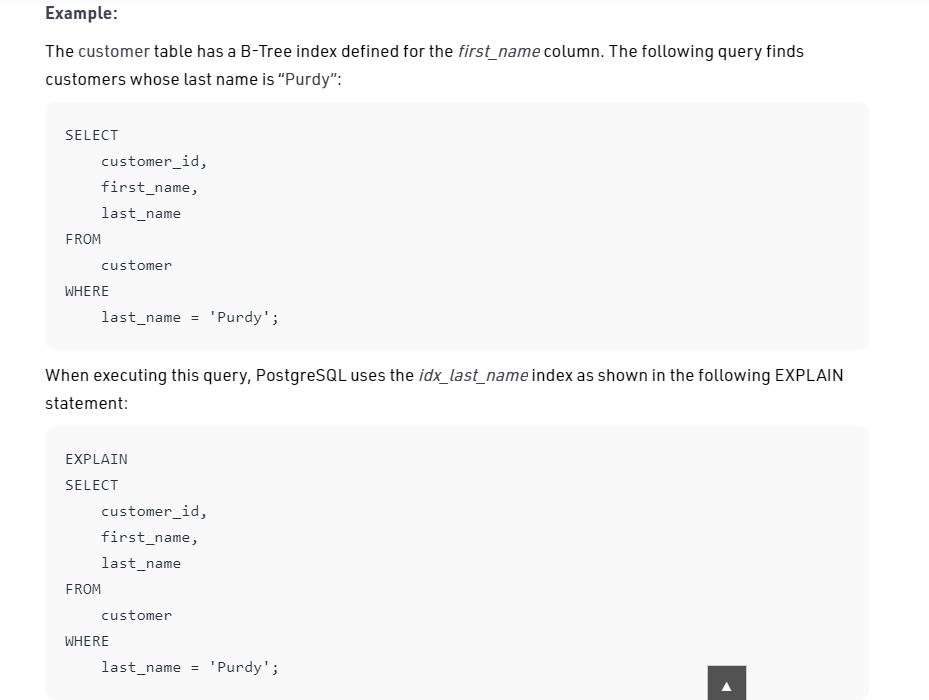 Example:
The customer table has a B-Tree index defined for the first_name column. The following query finds
customers whose last name is “Purdy”:
SELECT
    customer_id,
    first_name,
    last_name
FROM
    customer
WHERE
    last_name = 'Purdy';
When executing this query, PostgreSQL uses the idx_last_name index as shown in the following EXPLAIN
statement:
EXPLAIN
SELECT
    customer_id,
    first_name,
    last_name
FROM
    customer
WHERE
    last_name = 'Purdy';